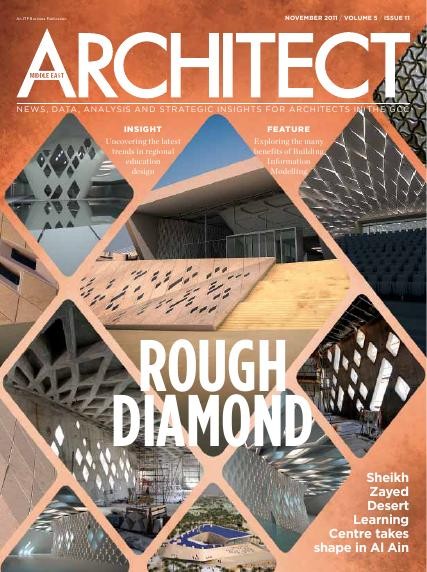 An ITP Business Publication
NOVEMBER 2011 / VOLUME 5 / ISSUE 11
ARCHITECT
MIDDLE EAST
NEWS, DATA, ANALYSIS AND STRATEGIC INSIGHTS FOR ARCHITECTS IN THE GCC
INSIGHT
Uncovering the latest
trends in regional
education
design
FEATURE
Exploring the many
benefits of Building
Information
Modelling
ROUGH
DIAMOND
Sheikh
Zayed
Desert
Learning
Centre takes
shape in Al Ain